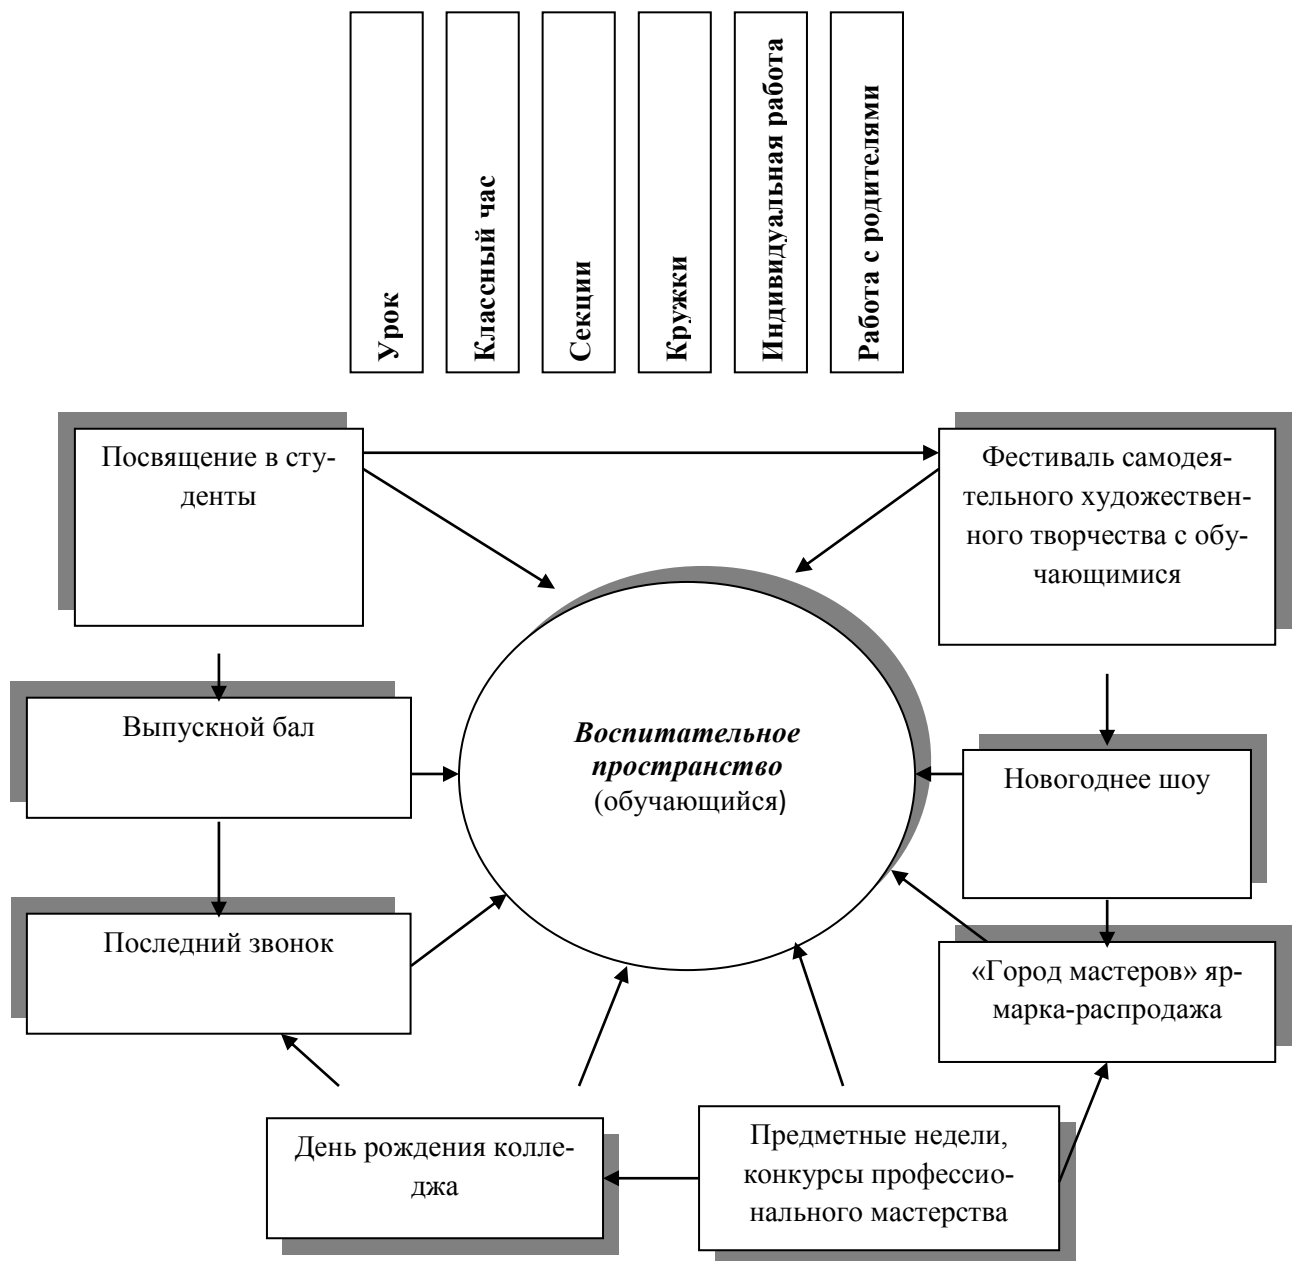 Урок
Классный час
Секции
Кружки
Индивидуальная работа
Работа с родителями
Посвящение в сту-
денты
Фестиваль самодея-
тельного художествен-
ного творчества с обу-
чающимися
Выпускной бал
Воспитательное
пространство
(обучающийся)
Новогоднее шоу
Последний звонок
«Город мастеров» яр-
марка-распродажа
День рождения колле-
джа
Предметные недели,
конкурсы профессио-
нального мастерства